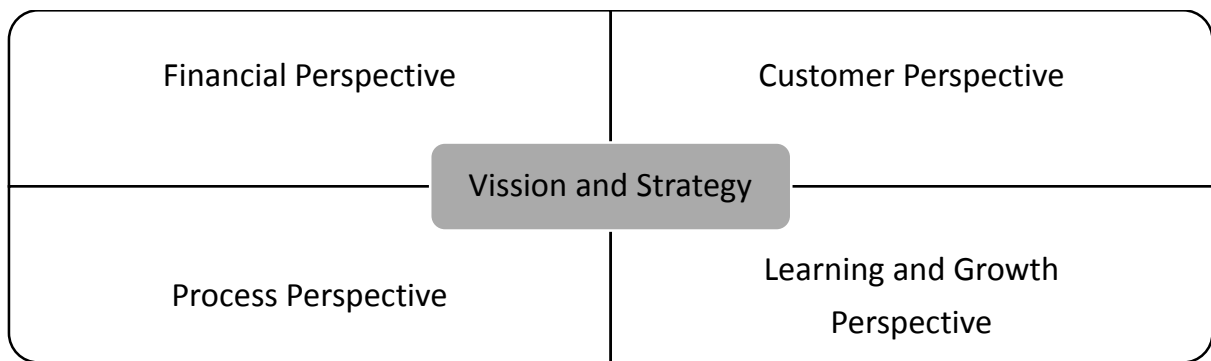 Financial Perspective
Customer Perspective
Vission and Strategy
Process Perspective
Learning and Growth
Perspective